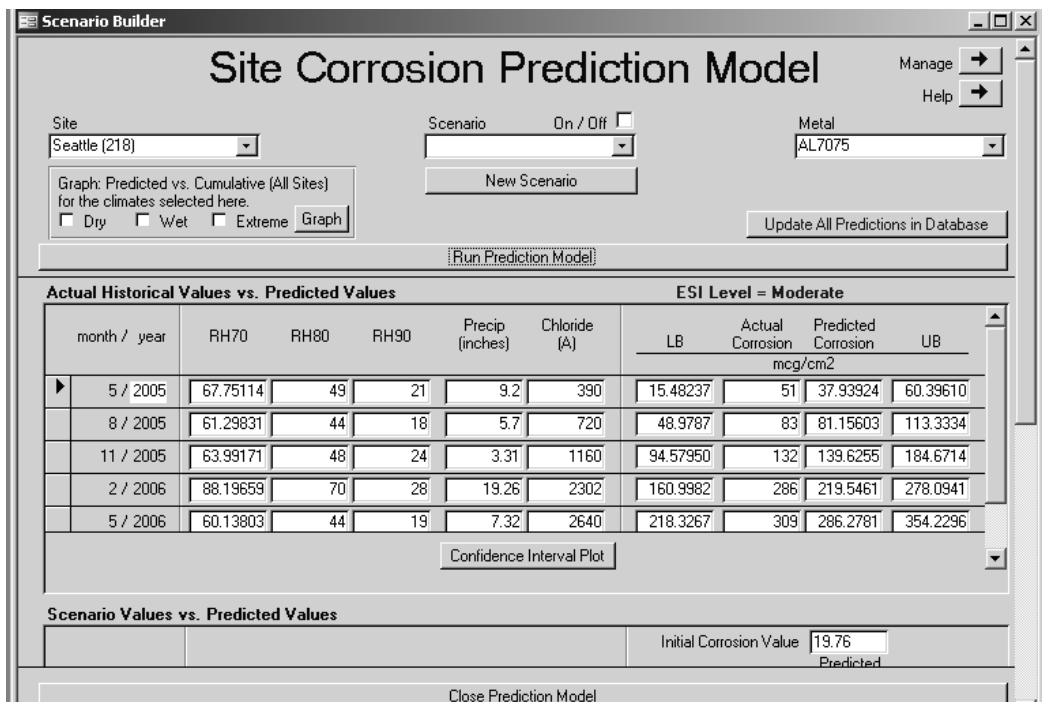 Scenario Builder
Site Corrosion Prediction Model
Manage
Help
Site
Scenario On / Off
Metal
Seattle (218)
AL7075
Graph: Predicted vs. Cumulative (All Sites)
for the climates selected here.
Dry Wet Extreme Graph
New Scenario
Update All Predictions in Database
Run Prediction Model
Actual Historical Values vs. Predicted Values ESI Level = Moderate
month / year RH70 RH80 RH90 Precip (inches) Chloride (A) LB Actual Corrosion Predicted Corrosion UB
mcg/cm2
5 / 2005 67.75114 49 21 9.2 390 15.48237 51 37.93924 60.39610
8 / 2005 61.29831 44 18 5.7 720 48.9787 83 81.15603 113.3334
11 / 2005 63.99171 48 24 3.31 1160 94.57950 132 139.6255 184.6714
2 / 2006 88.19659 70 28 19.26 2302 160.9982 286 219.5461 278.0941
5 / 2006 60.13803 44 19 7.32 2640 218.3267 309 286.2781 354.2296
Confidence Interval Plot
Scenario Values vs. Predicted Values
Initial Corrosion Value 19.76
Predicted
Close Prediction Model